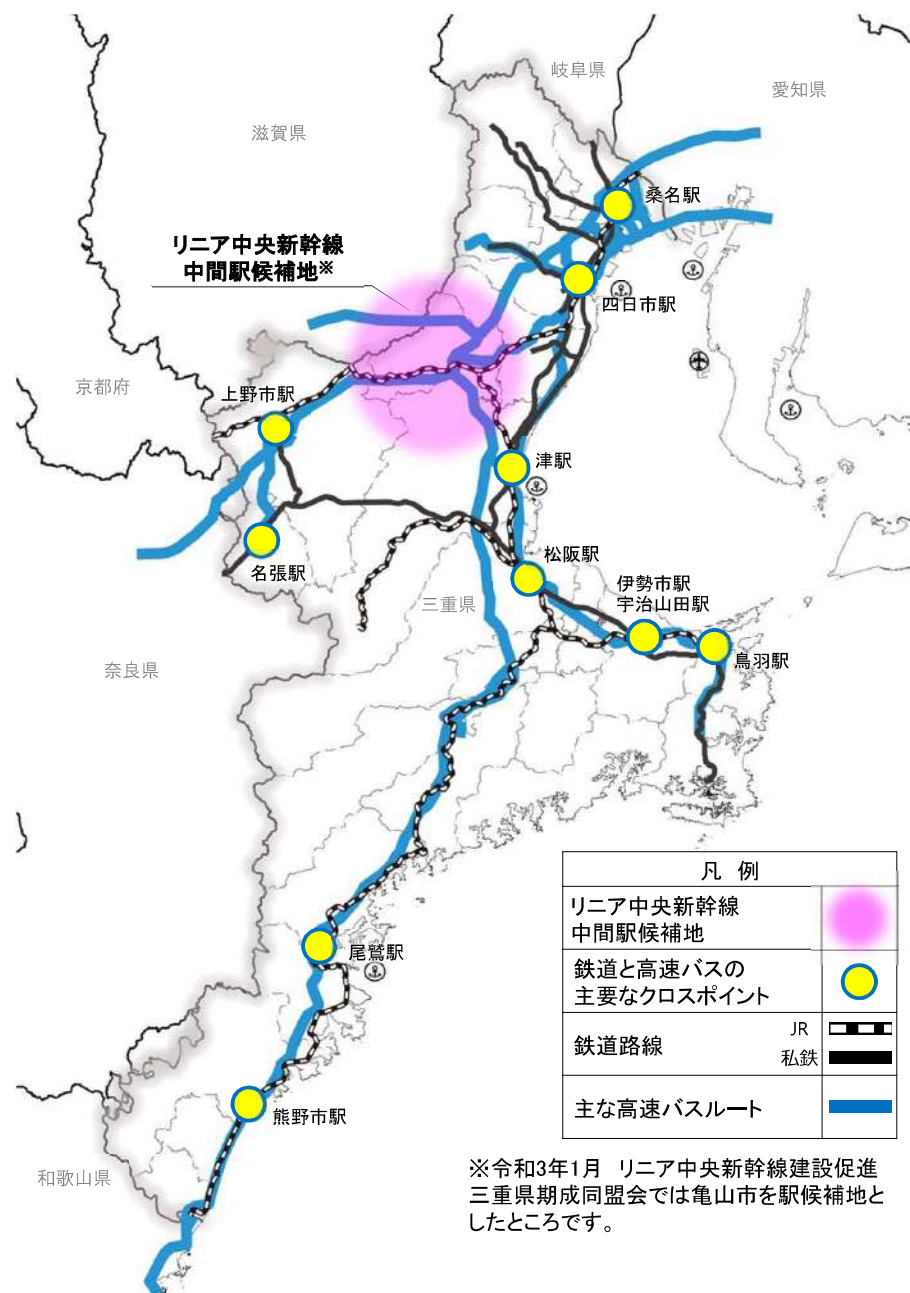 岐阜県
愛知県
滋賀県
桑名駅
リニア中央新幹線
中間駅候補地※
四日市駅
京都府
上野市駅
津駅
松阪駅
名張駅
伊勢市駅
宇治山田駅
三重県
鳥羽駅
奈良県
尾鷲駅
熊野市駅
和歌山県
凡 例
リニア中央新幹線
中間駅候補地
鉄道と高速バスの
主要なクロスポイント
鉄道路線
JR
私鉄
主な高速バスルート
※令和3年1月 リニア中央新幹線建設促進
三重県期成同盟会では亀山市を駅候補地と
したところです。